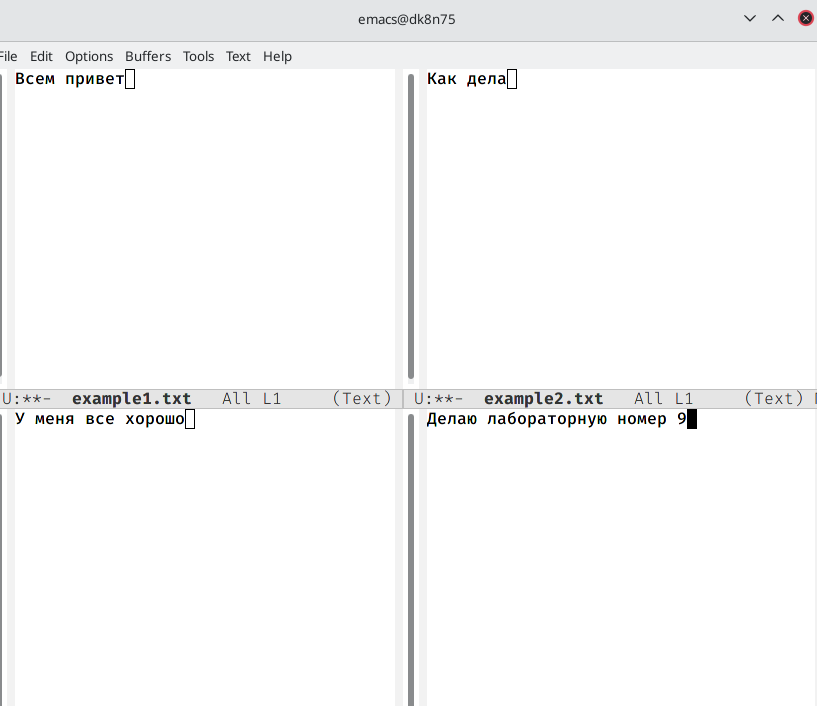 emacs@dk8n75
File Edit Options Buffers Tools Text Help
Всем привет
Как дела
U:**- example1.txt All L1 (Text)
U:**- example2.txt All L1 (Text)
У меня все хорошо
Делаю лабораторную номер 9